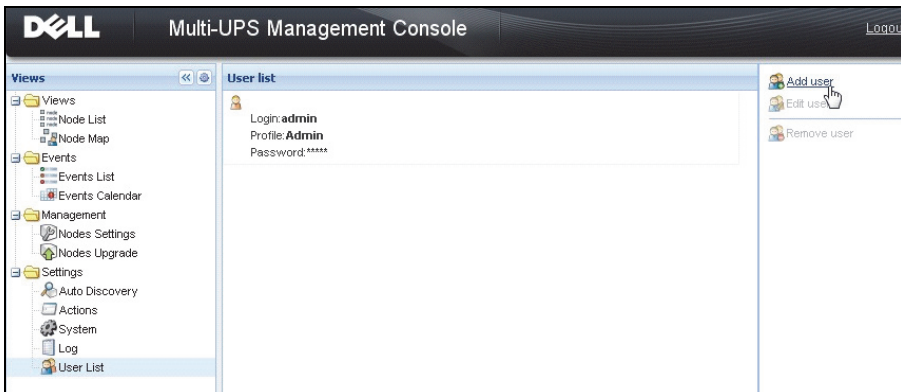 DELL
Multi-UPS Management Console
Views
Views
Node List
Node Map
Events
Events List
Events Calendar
Management
Nodes Settings
Nodes Upgrade
Settings
Auto Discovery
Actions
System
Log
User List
User list
Login:admin
Profile:Admin
Password:*****
Add user
Edit
Remove user